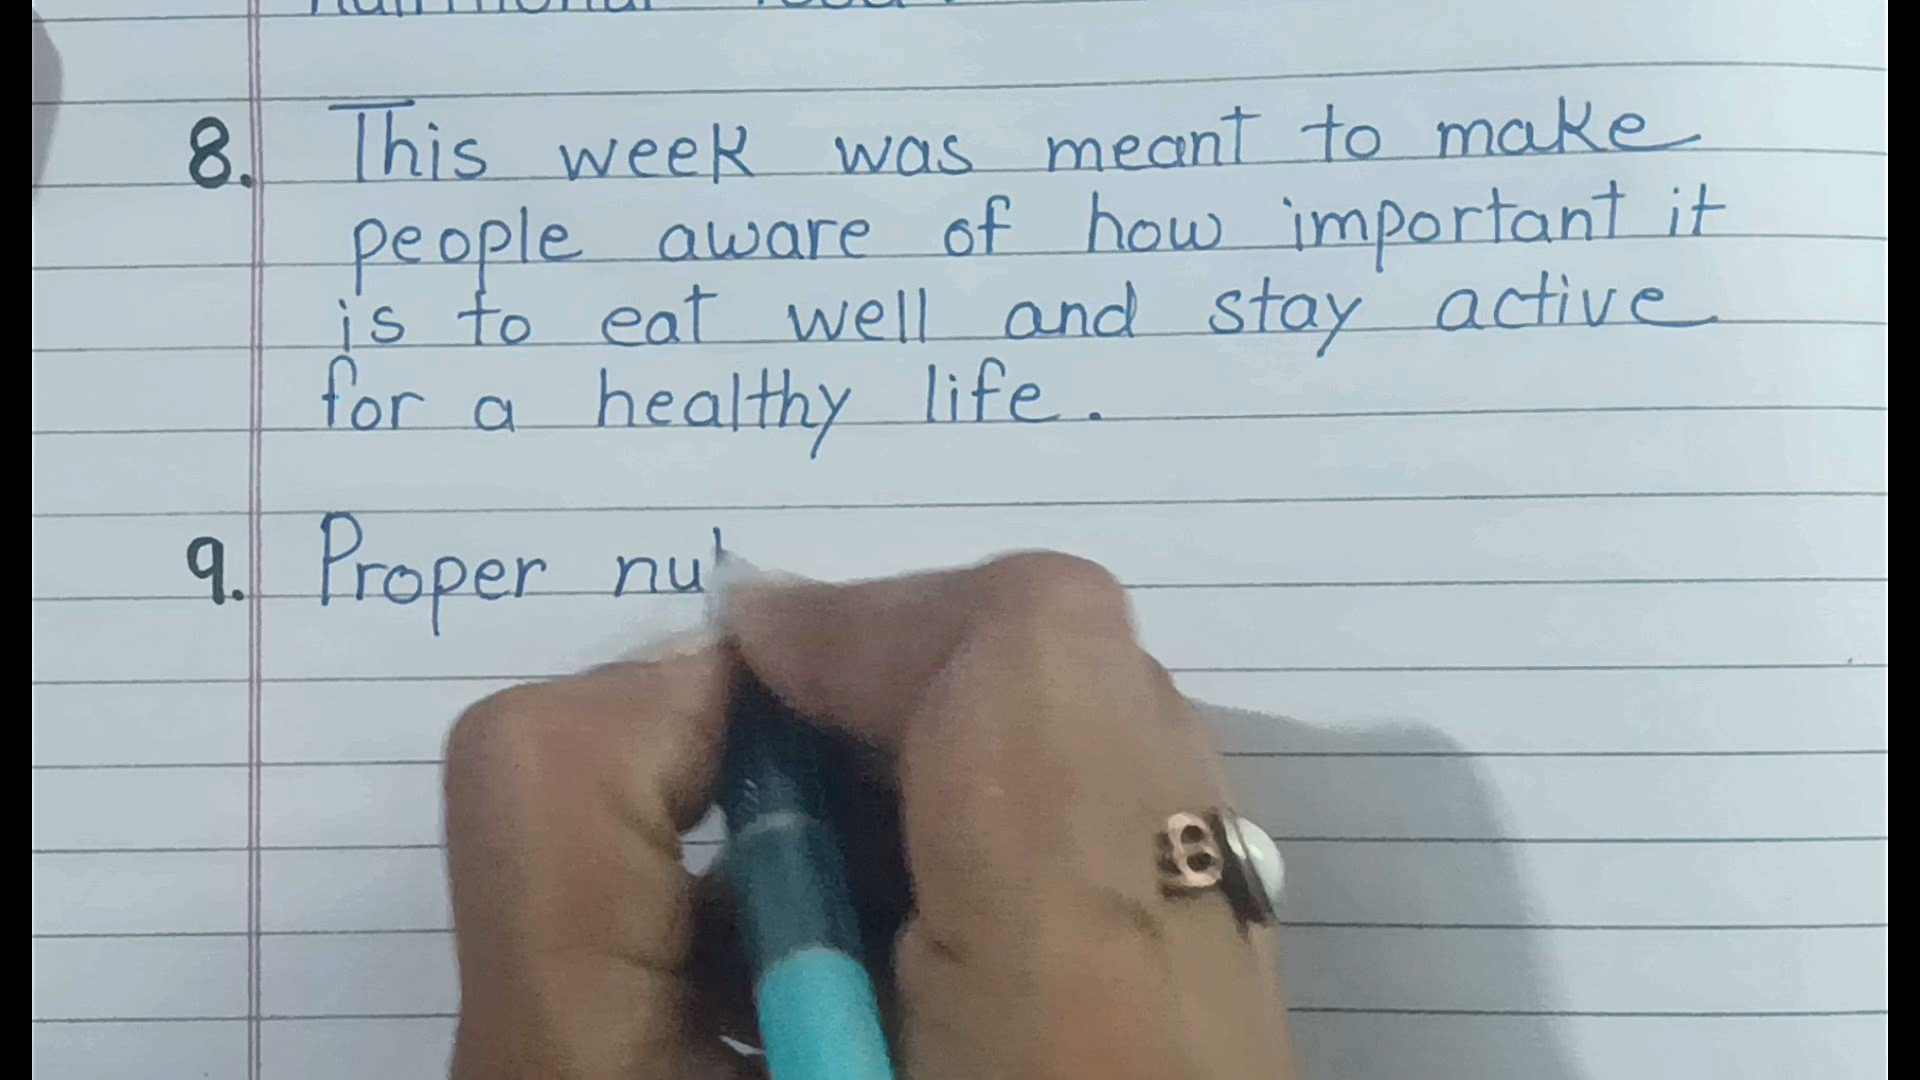 8. This week was meant to make
people aware of how important it
is to eat well and stay active
for a healthy life.
9. Proper nu